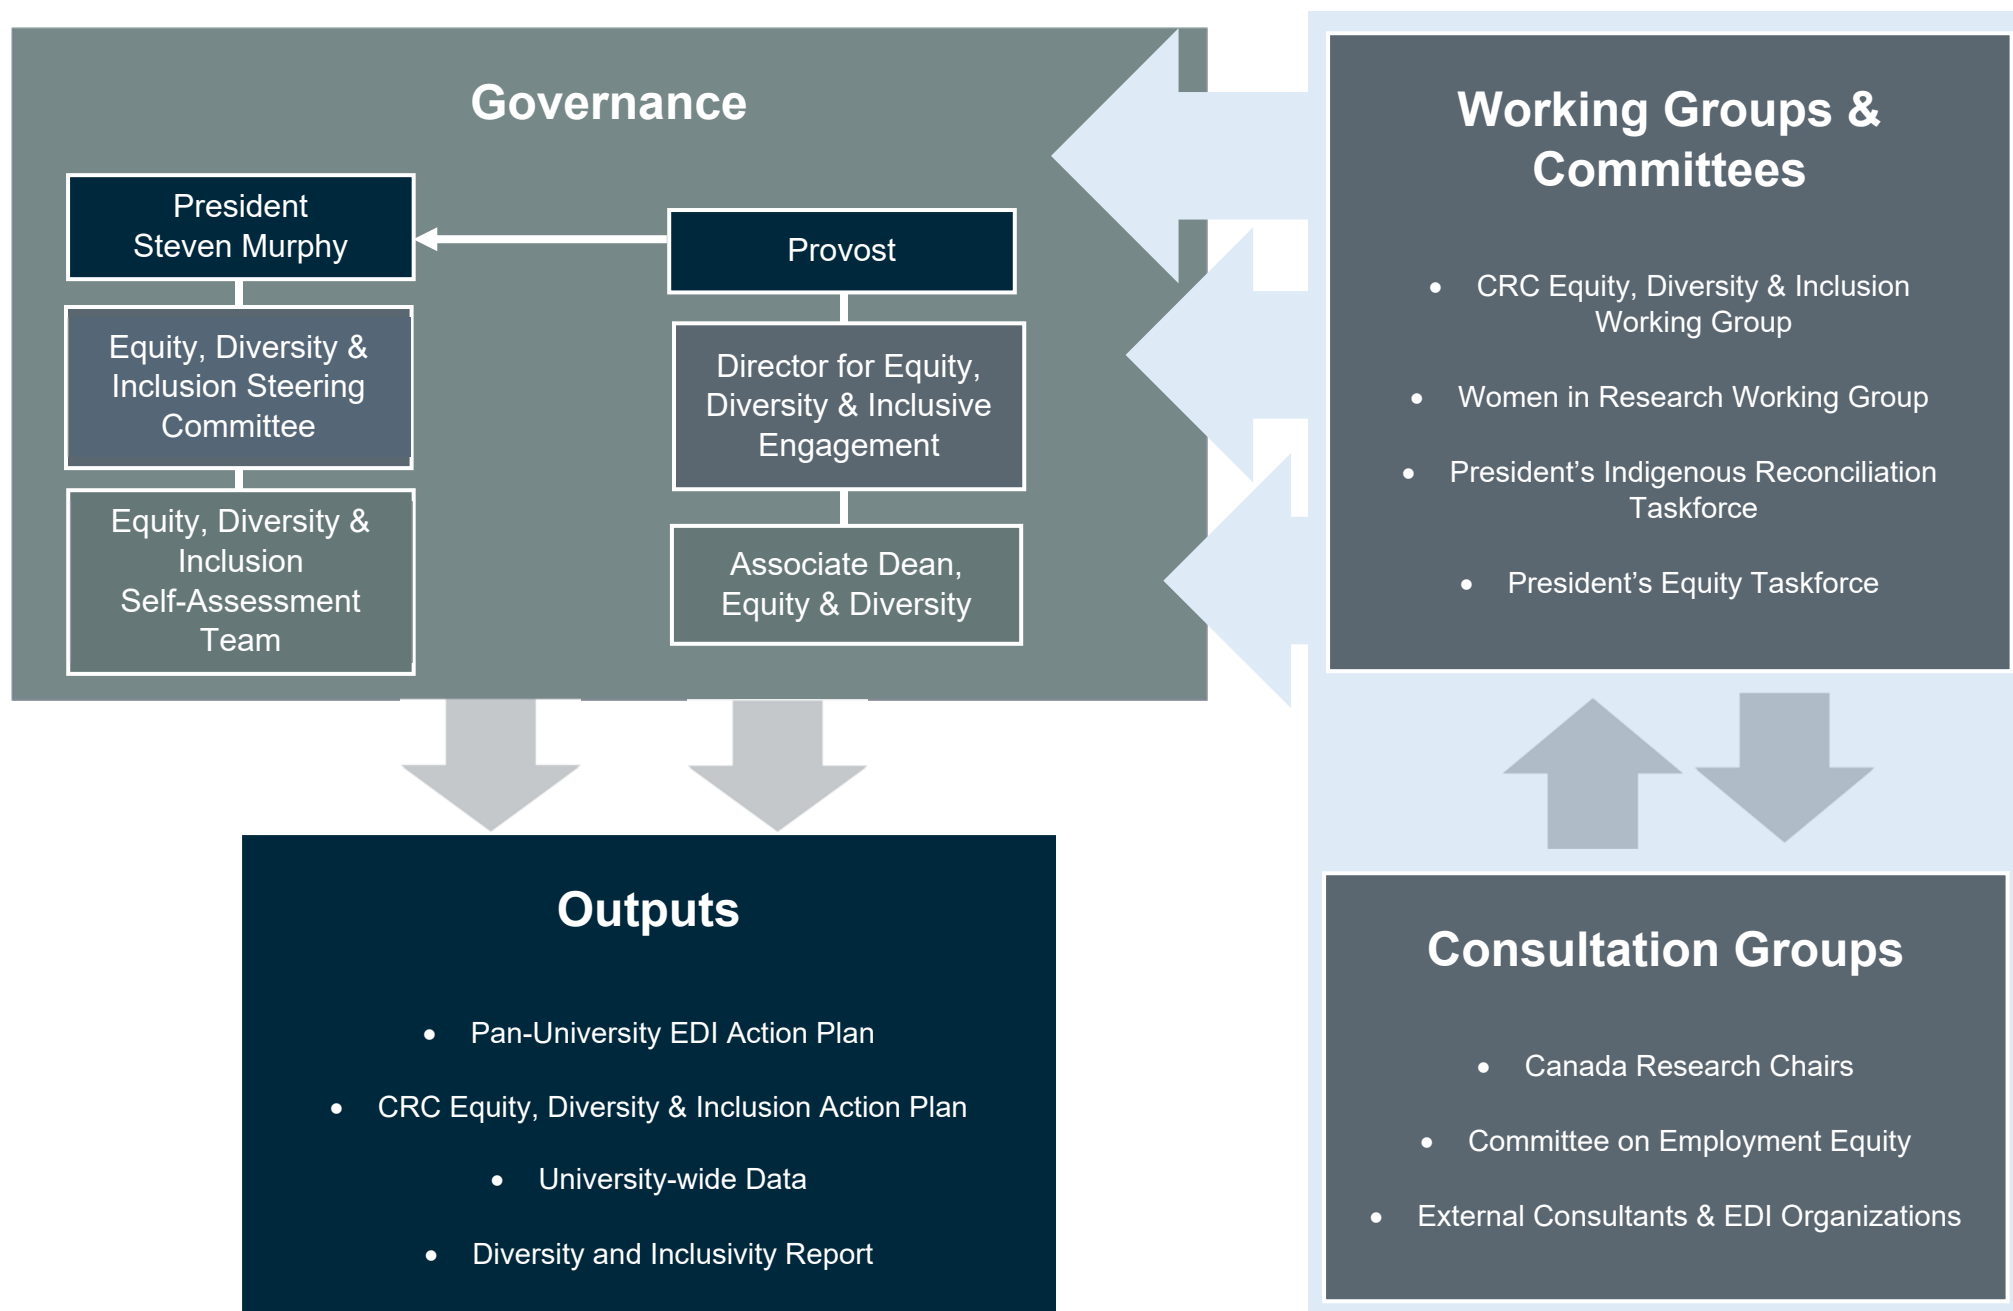 Governance
President
Steven Murphy
Equity, Diversity &
Inclusion Steering
Committee
Equity, Diversity &
Inclusion
Self-Assessment
Team
Provost
Director for Equity,
Diversity & Inclusive
Engagement
Associate Dean,
Equity & Diversity
Working Groups &
Committees
• CRC Equity, Diversity & Inclusion
Working Group
• Women in Research Working Group
• President’s Indigenous Reconciliation
Taskforce
• President’s Equity Taskforce
Outputs
• Pan-University EDI Action Plan
• CRC Equity, Diversity & Inclusion Action Plan
• University-wide Data
• Diversity and Inclusivity Report
Consultation Groups
• Canada Research Chairs
• Committee on Employment Equity
• External Consultants & EDI Organizations